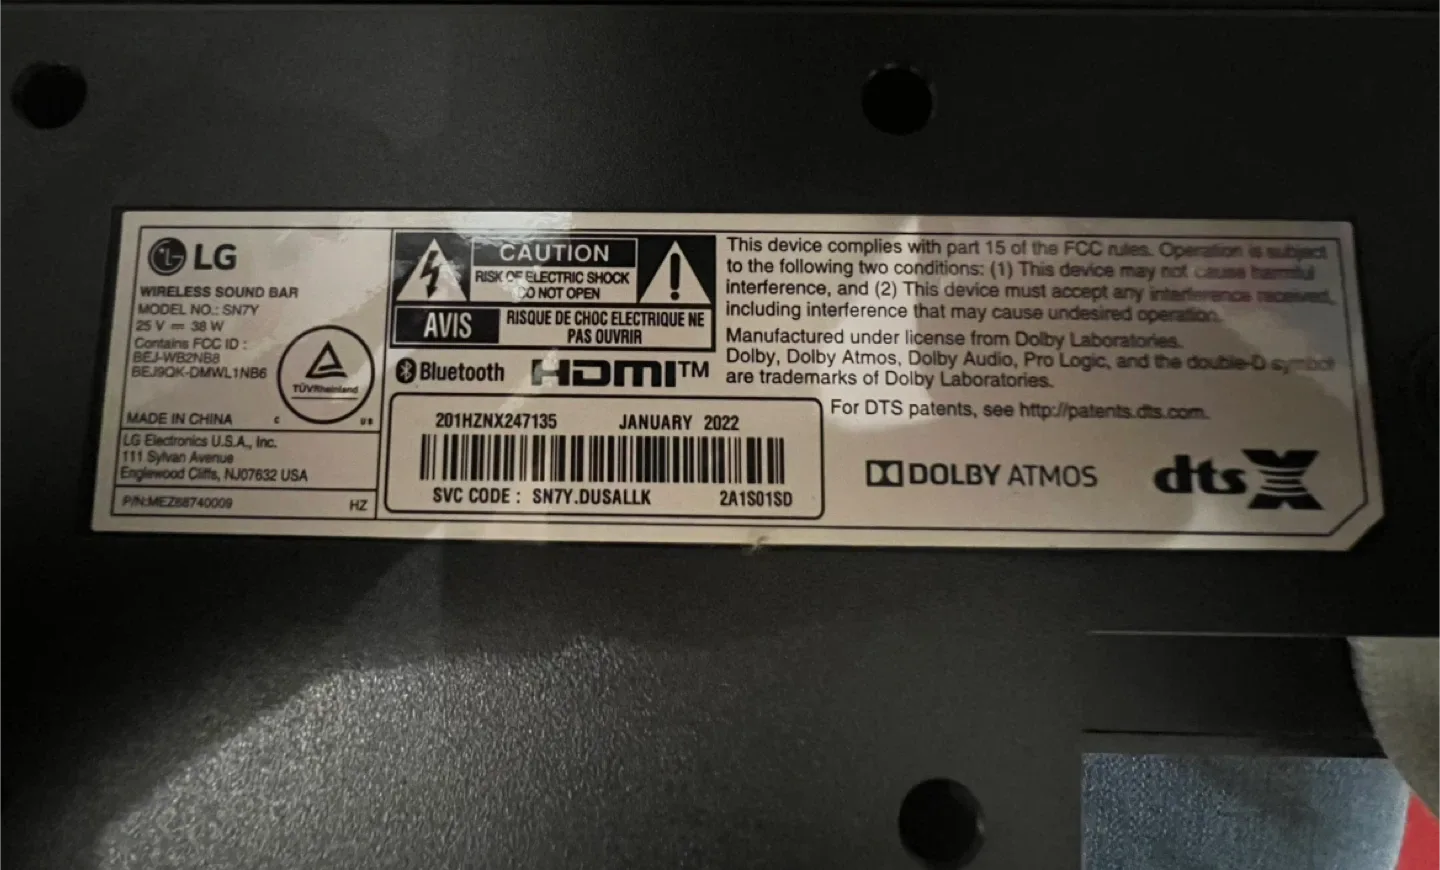 LG
WIRELESS SOUND BAR
MODEL NO.: SN7Y
25 V ⎓ 38 W
Contains FCC ID :
BEJ-WB2NB8
BEJ9QK-DMWL1NB6
TÜVRheinland
C US
MADE IN CHINA
LG Electronics U.S.A., Inc.
111 Sylvan Avenue
Englewood Cliffs, NJ07632 USA
P/N:MEZ68740009 HZ
CAUTION
RISK OF ELECTRIC SHOCK
DO NOT OPEN
AVIS
RISQUE DE CHOC ELECTRIQUE NE
PAS OUVRIR
Bluetooth HDMI™
201HZNX247135 JANUARY 2022
SVC CODE : SN7Y.DUSALLK 2A1S01SD
This device complies with part 15 of the FCC rules. Operation is subject
to the following two conditions: (1) This device may not cause harmful
interference, and (2) This device must accept any interference received,
including interference that may cause undesired operation.
Manufactured under license from Dolby Laboratories.
Dolby, Dolby Atmos, Dolby Audio, Pro Logic, and the double-D symbol
are trademarks of Dolby Laboratories.
For DTS patents, see http://patents.dts.com.
DOLBY ATMOS
dts X